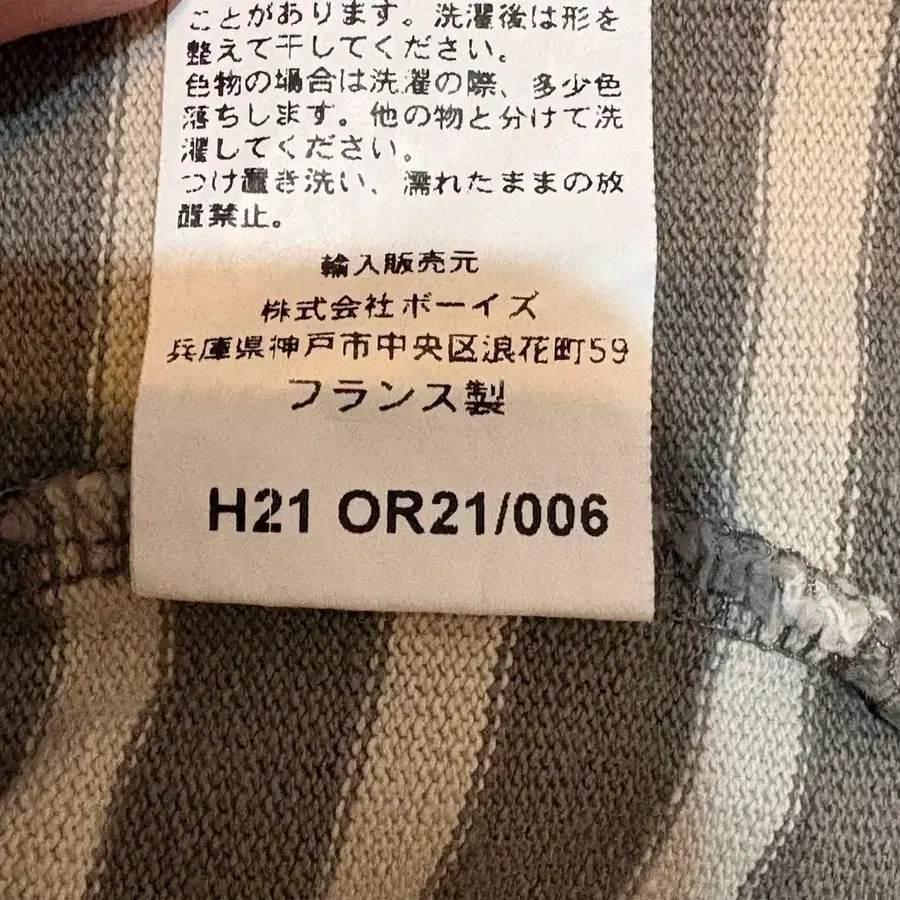 ことがあります。洗濯後は形を
整えて干してください。
色物の場合は洗濯の際、多少色
落ちします。他の物と分けて洗
濯してください。
つけ置き洗い、濡れたままの放
置禁止。
輸入販売元
株式会社ボーイズ
兵庫県神戸市中央区浪花町59
フランス製
H21 OR21/006